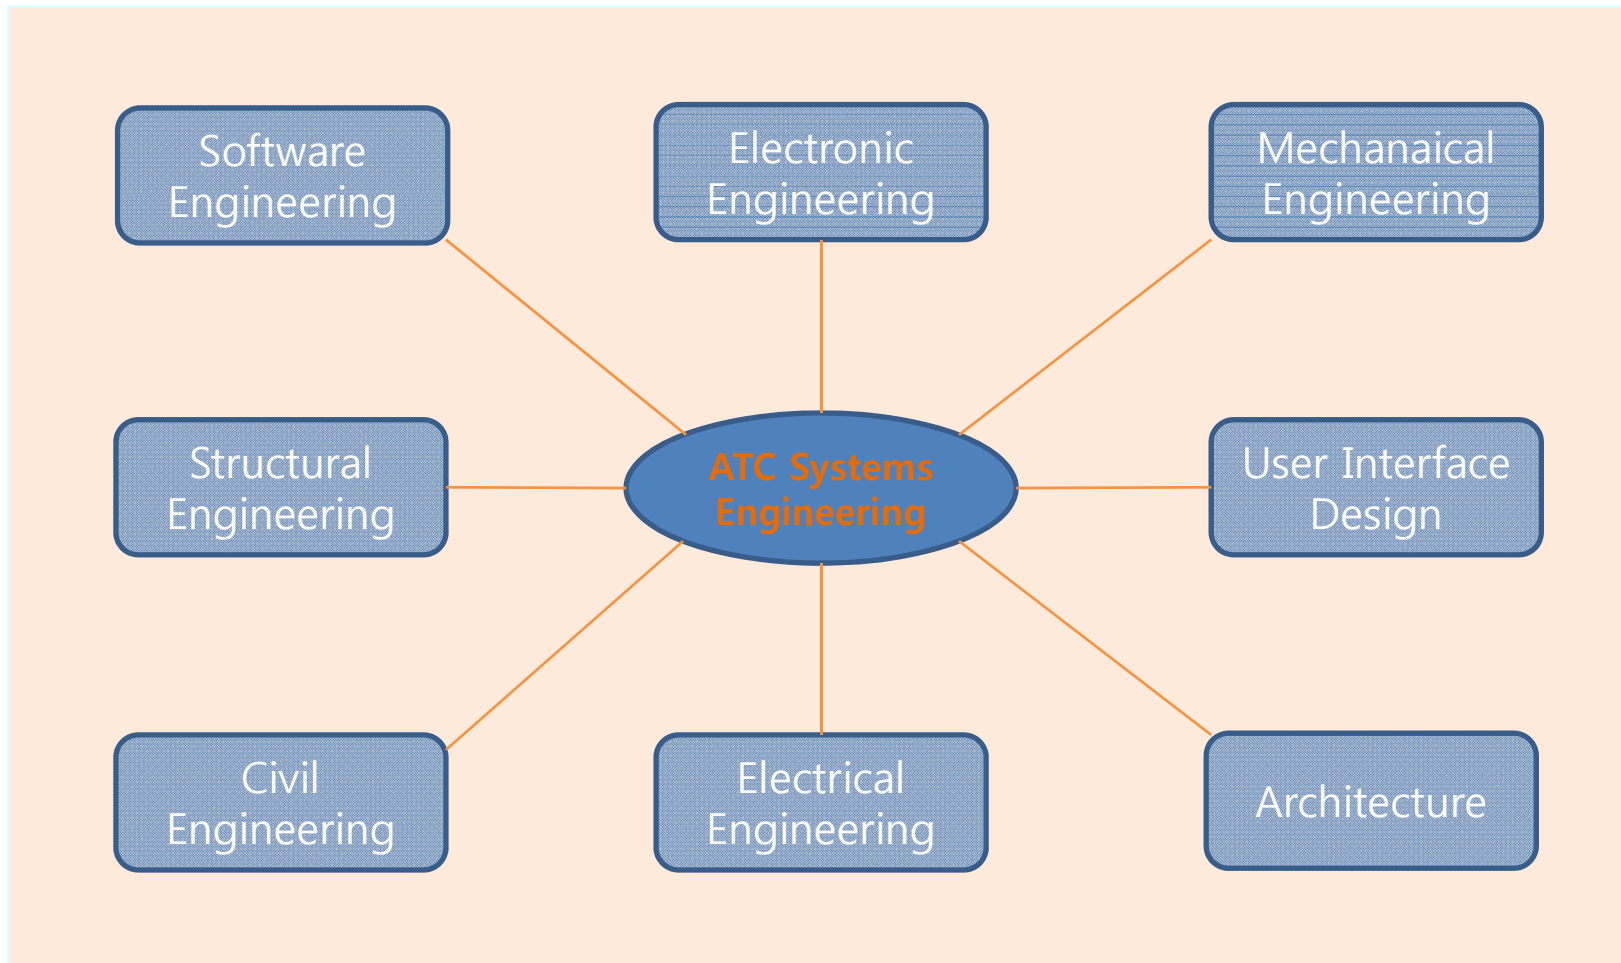 Software
Engineering
Electronic
Engineering
Mechanaical
Engineering
Structural
Engineering
ATC Systems
Engineering
User Interface
Design
Civil
Engineering
Electrical
Engineering
Architecture